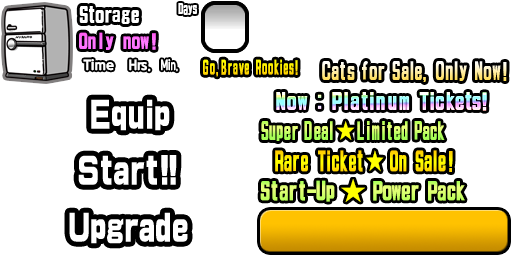 Storage
Days
Only now!
Time Hrs. Min.
Go, Brave Rookies!
Cats for Sale, Only Now!
Now : Platinum Tickets!
Equip
Super Deal★Limited Pack
Start!!
Rare Ticket★On Sale!
Start-Up ★ Power Pack
Upgrade